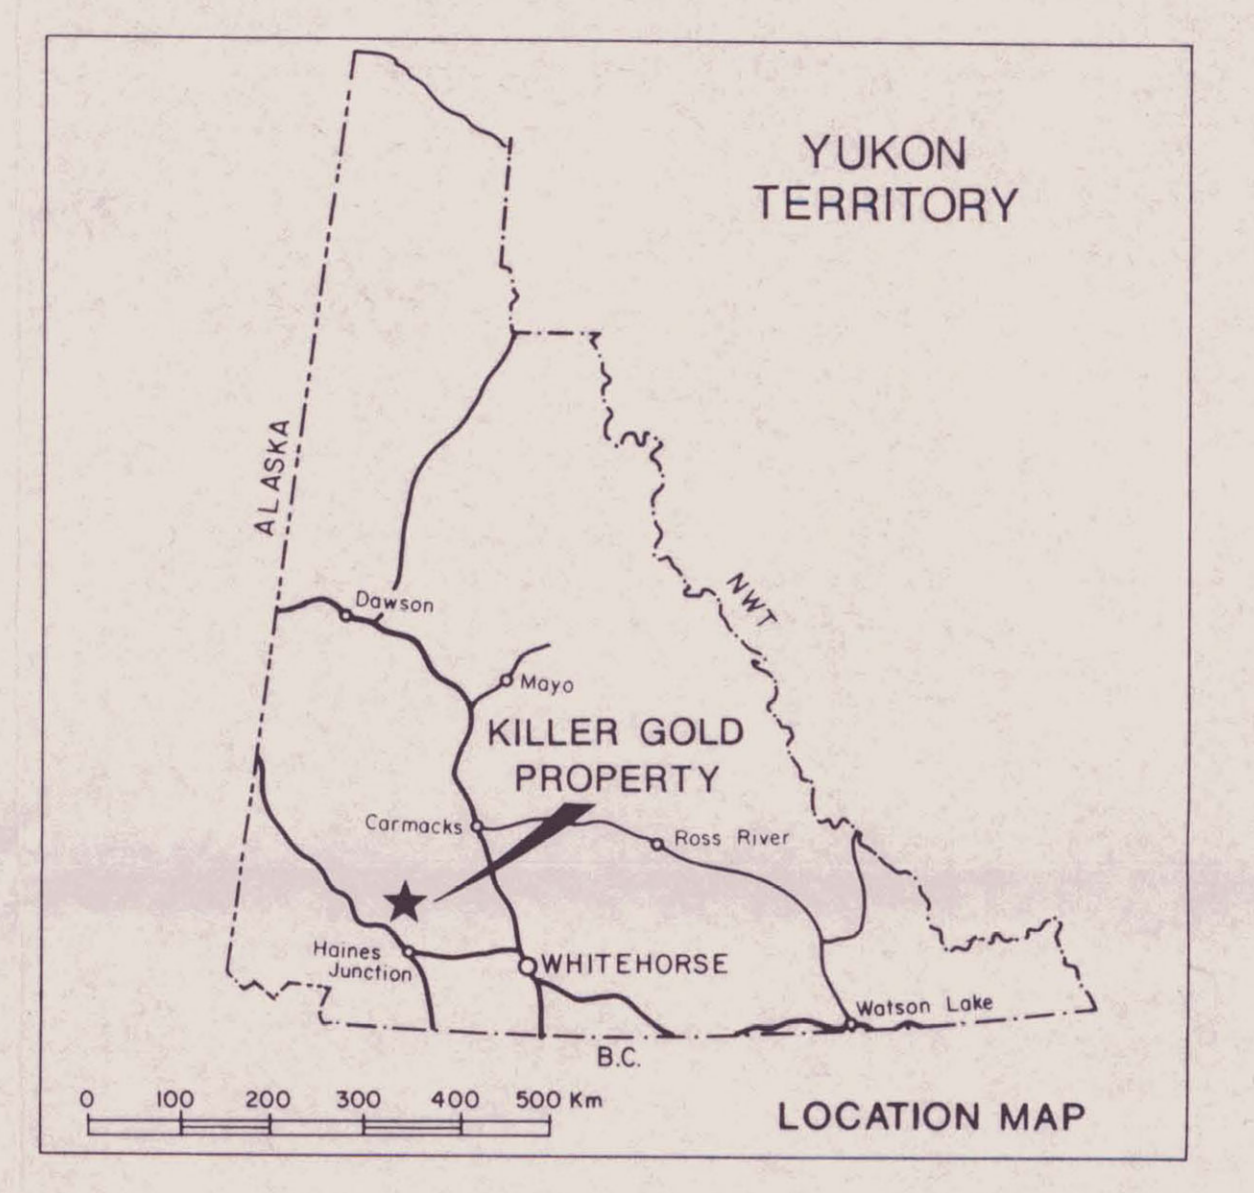 YUKON
TERRITORY
ALASKA
NWT
Dawson
Mayo
KILLER GOLD
PROPERTY
Carmacks
Ross River
Haines
Junction
WHITEHORSE
Watson Lake
B.C.
0 100 200 300 400 500 Km
LOCATION MAP